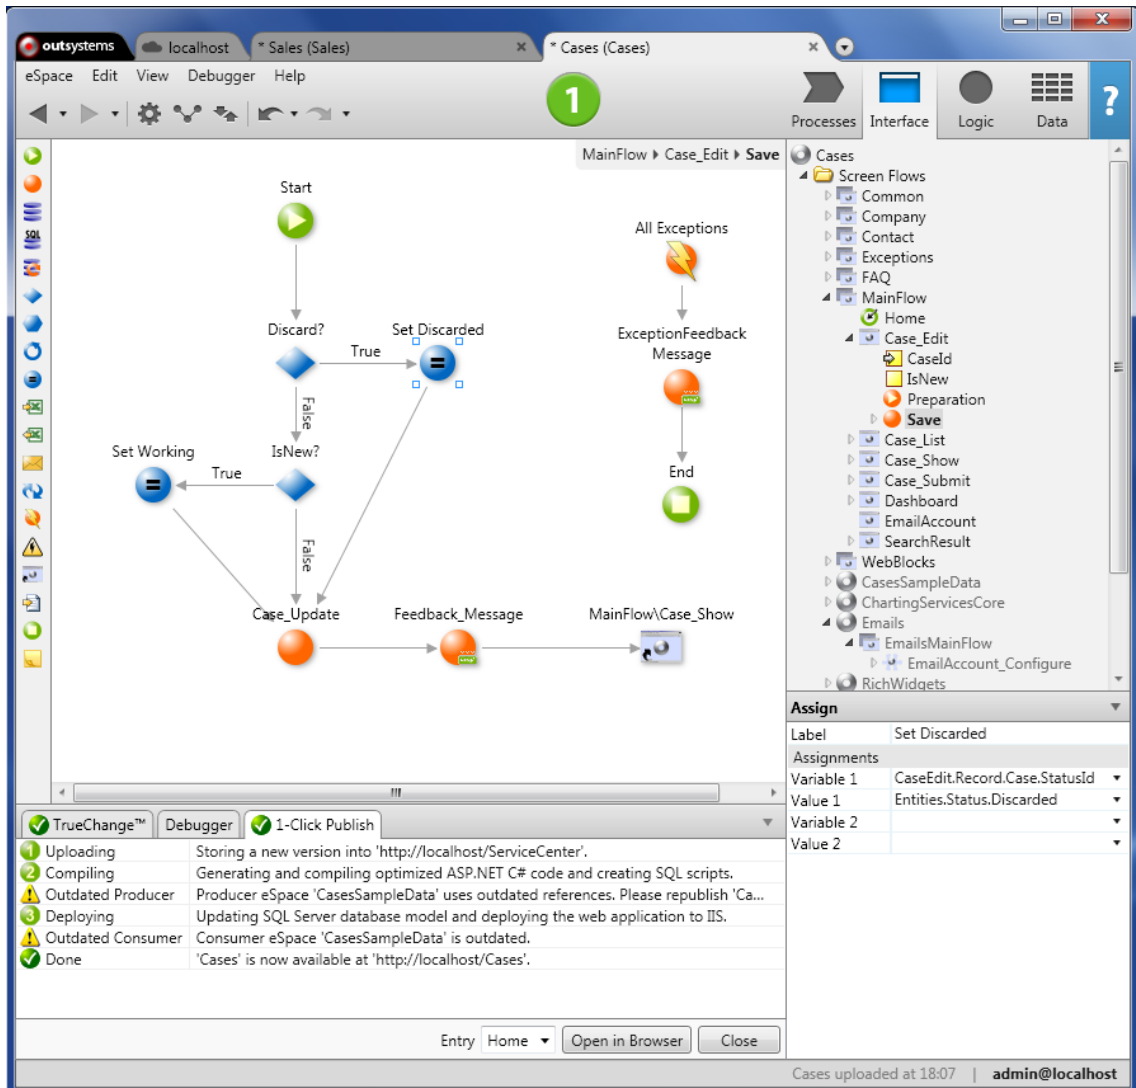 outsystems
localhost
* Sales (Sales)
* Cases (Cases)
eSpace Edit View Debugger Help
1
Processes
Interface
Logic
Data
?
MainFlow Case_Edit Save
SQL
Start
Discard?
True
Set Discarded
False
IsNew?
True
Set Working
False
Case_Update
Feedback_Message
MainFlow\Case_Show
All Exceptions
ExceptionFeedback
Message
End
Cases
Screen Flows
Common
Company
Contact
Exceptions
FAQ
MainFlow
Home
Case_Edit
CaseId
IsNew
Preparation
Save
Case_List
Case_Show
Case_Submit
Dashboard
EmailAccount
SearchResult
WebBlocks
CasesSampleData
ChartingServicesCore
Emails
EmailsMainFlow
EmailAccount_Configure
RichWidgets
Assign
Label Set Discarded
Assignments
Variable 1 CaseEdit.Record.Case.StatusId
Value 1 Entities.Status.Discarded
Variable 2
Value 2
TrueChange™ Debugger 1-Click Publish
1 Uploading Storing a new version into 'http://localhost/ServiceCenter'.
2 Compiling Generating and compiling optimized ASP.NET C# code and creating SQL scripts.
Outdated Producer Producer eSpace 'CasesSampleData' uses outdated references. Please republish 'Ca...
3 Deploying Updating SQL Server database model and deploying the web application to IIS.
Outdated Consumer Consumer eSpace 'CasesSampleData' is outdated.
Done 'Cases' is now available at 'http://localhost/Cases'.
Entry Home Open in Browser Close
Cases uploaded at 18:07 | admin@localhost